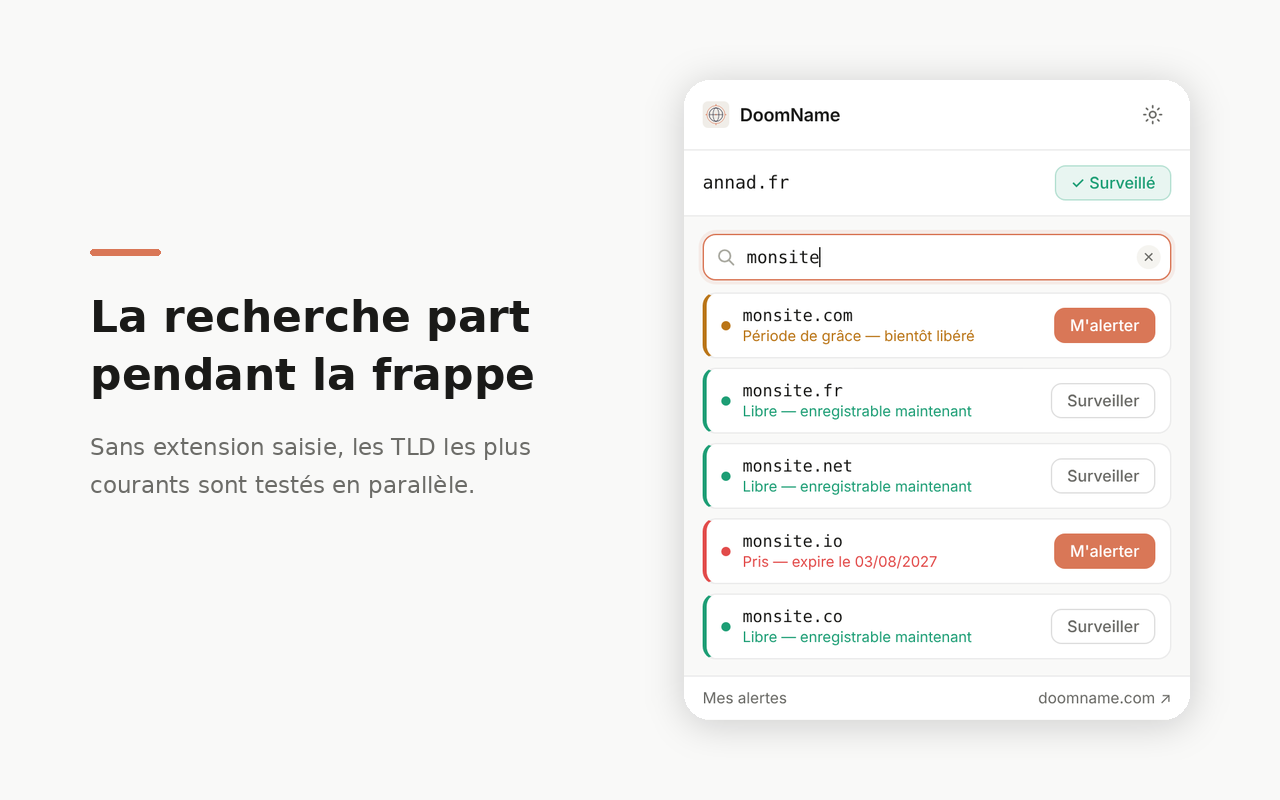 La recherche part
pendant la frappe
Sans extension saisie, les TLD les plus
courants sont testés en parallèle.
DoomName
annad.fr
✓ Surveillé
monsite
monsite.com
Période de grâce — bientôt libéré
M'alerter
monsite.fr
Libre — enregistrable maintenant
Surveiller
monsite.net
Libre — enregistrable maintenant
Surveiller
monsite.io
Pris — expire le 03/08/2027
M'alerter
monsite.co
Libre — enregistrable maintenant
Surveiller
Mes alertes
doomname.com ↗